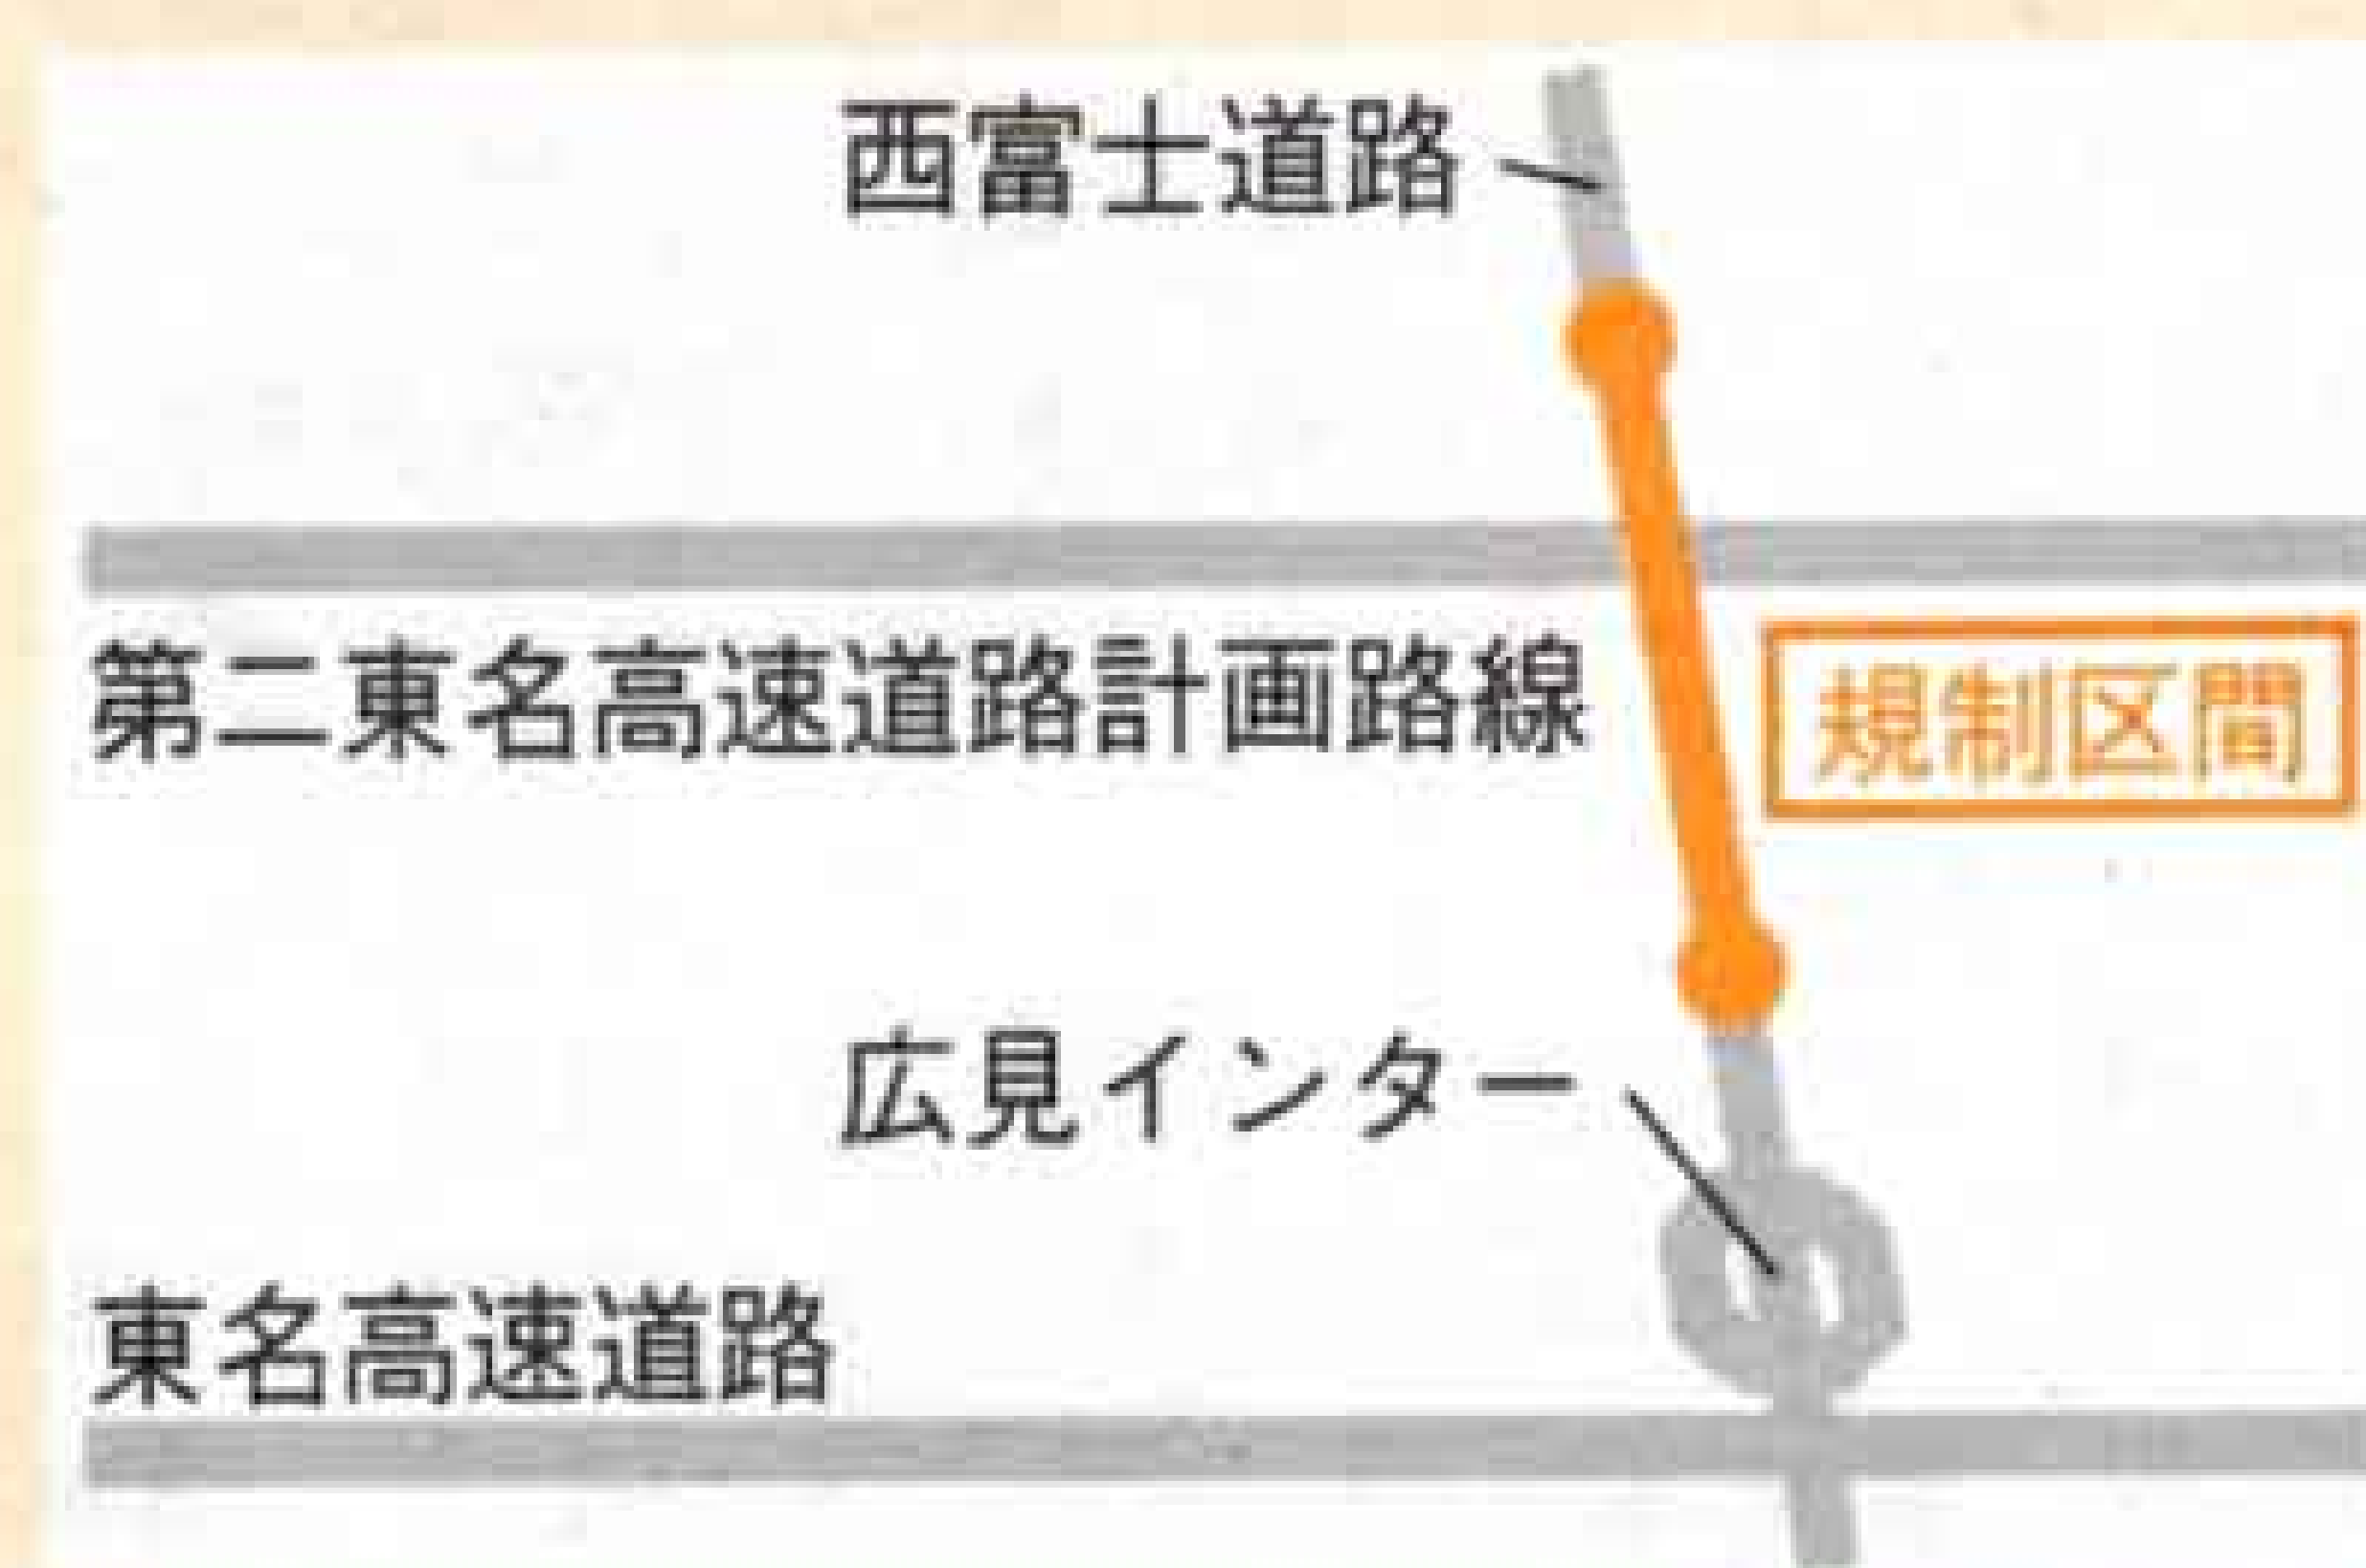 西富士道路
第二東名高速道路計画路線
規制区間
広見インター
東名高速道路